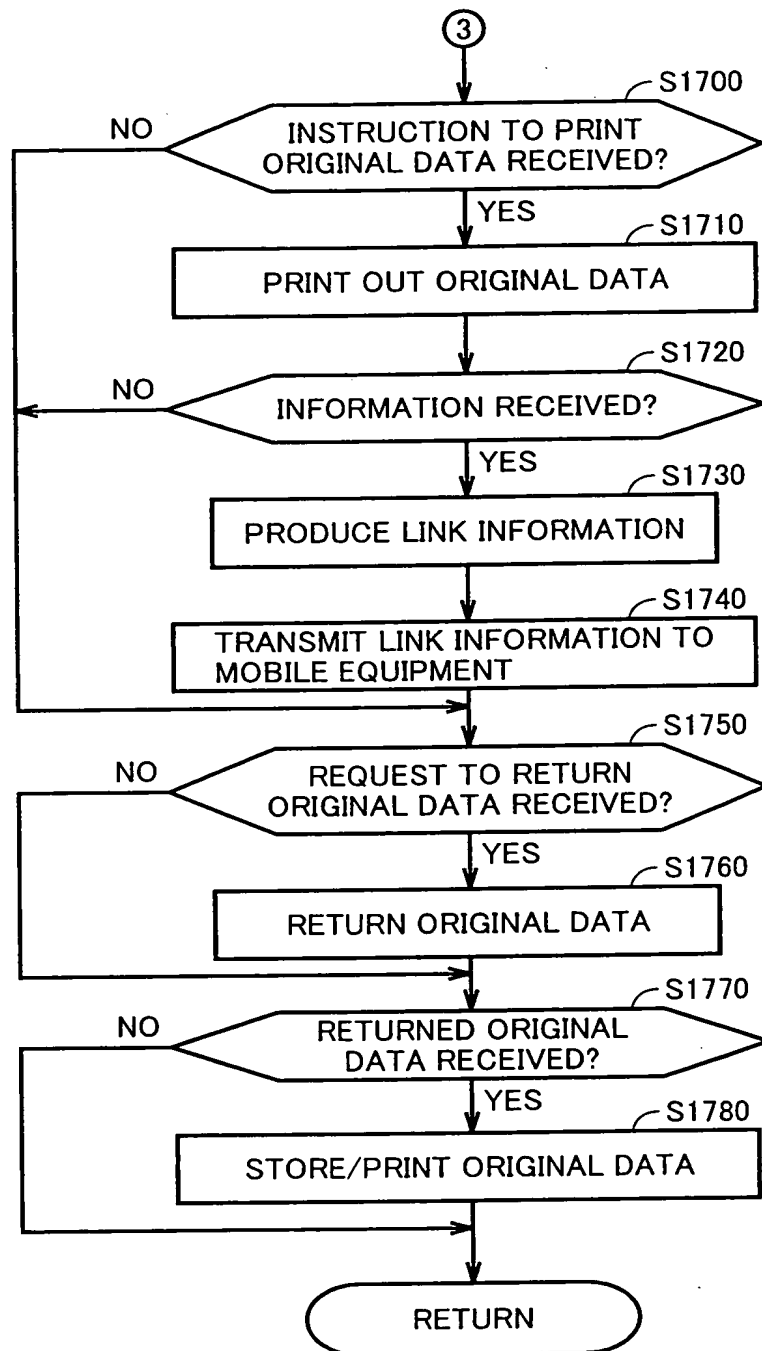 3
S1700
NO
INSTRUCTION TO PRINT
ORIGINAL DATA RECEIVED?
YES
S1710
PRINT OUT ORIGINAL DATA
S1720
NO
INFORMATION RECEIVED?
YES
S1730
PRODUCE LINK INFORMATION
S1740
TRANSMIT LINK INFORMATION TO
MOBILE EQUIPMENT
S1750
NO
REQUEST TO RETURN
ORIGINAL DATA RECEIVED?
YES
S1760
RETURN ORIGINAL DATA
S1770
NO
RETURNED ORIGINAL
DATA RECEIVED?
YES
S1780
STORE/PRINT ORIGINAL DATA
RETURN